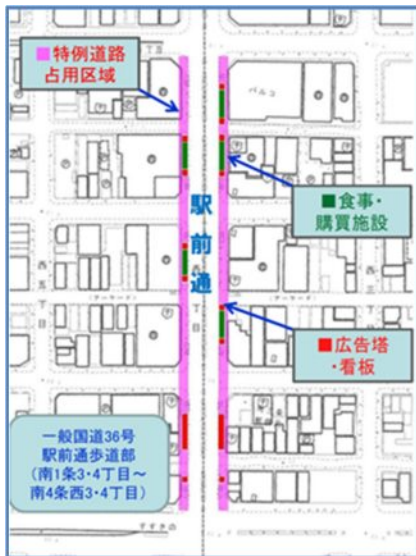 ■特例道路
占用区域
パルコ
■食事・
購買施設
駅前通
■広告塔
・看板
一般国道36号
駅前通歩道部
(南1条3・4丁目～
南4条西3・4丁目)
すすきの